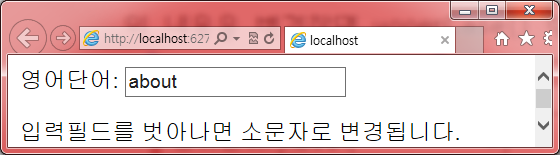 http://localhost:627
localhost
영어단어: about
입력필드를 벗아나면 소문자로 변경됩니다.